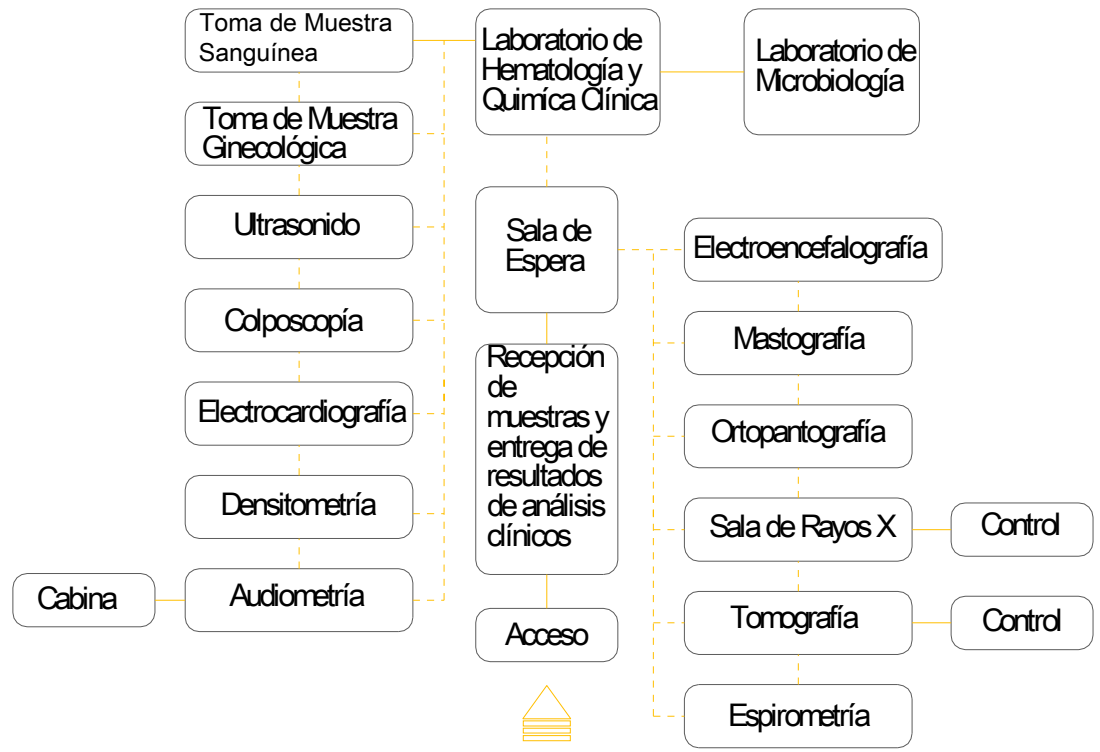 Toma de Muestra
Sanguínea
Laboratorio de
Hematología y
Quimíca Clínica
Laboratorio de
Microbiología
Toma de Muestra
Ginecológica
Ultrasonido
Sala de
Espera
Electroencefalografía
Colposcopía
Mastografía
Recepción
de
muestras y
entrega de
resultados
de análisis
clínicos
Electrocardiografía
Ortopantografía
Densitometría
Sala de Rayos X
Control
Cabina
Audiometría
Acceso
Tomografía
Control
Espirometría